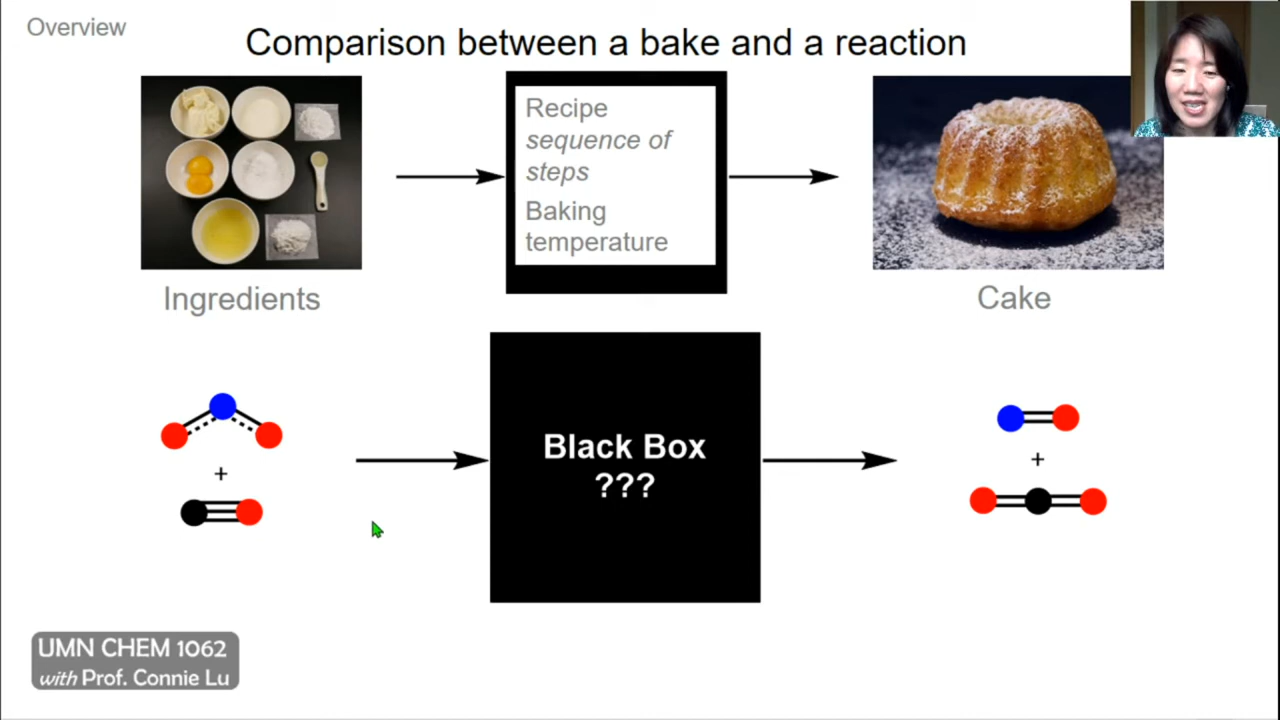 Overview
Comparison between a bake and a reaction
Recipe
sequence of
steps
Baking
temperature
Ingredients
Cake
+
Black Box
???
+
UMN CHEM 1062
with Prof. Connie Lu